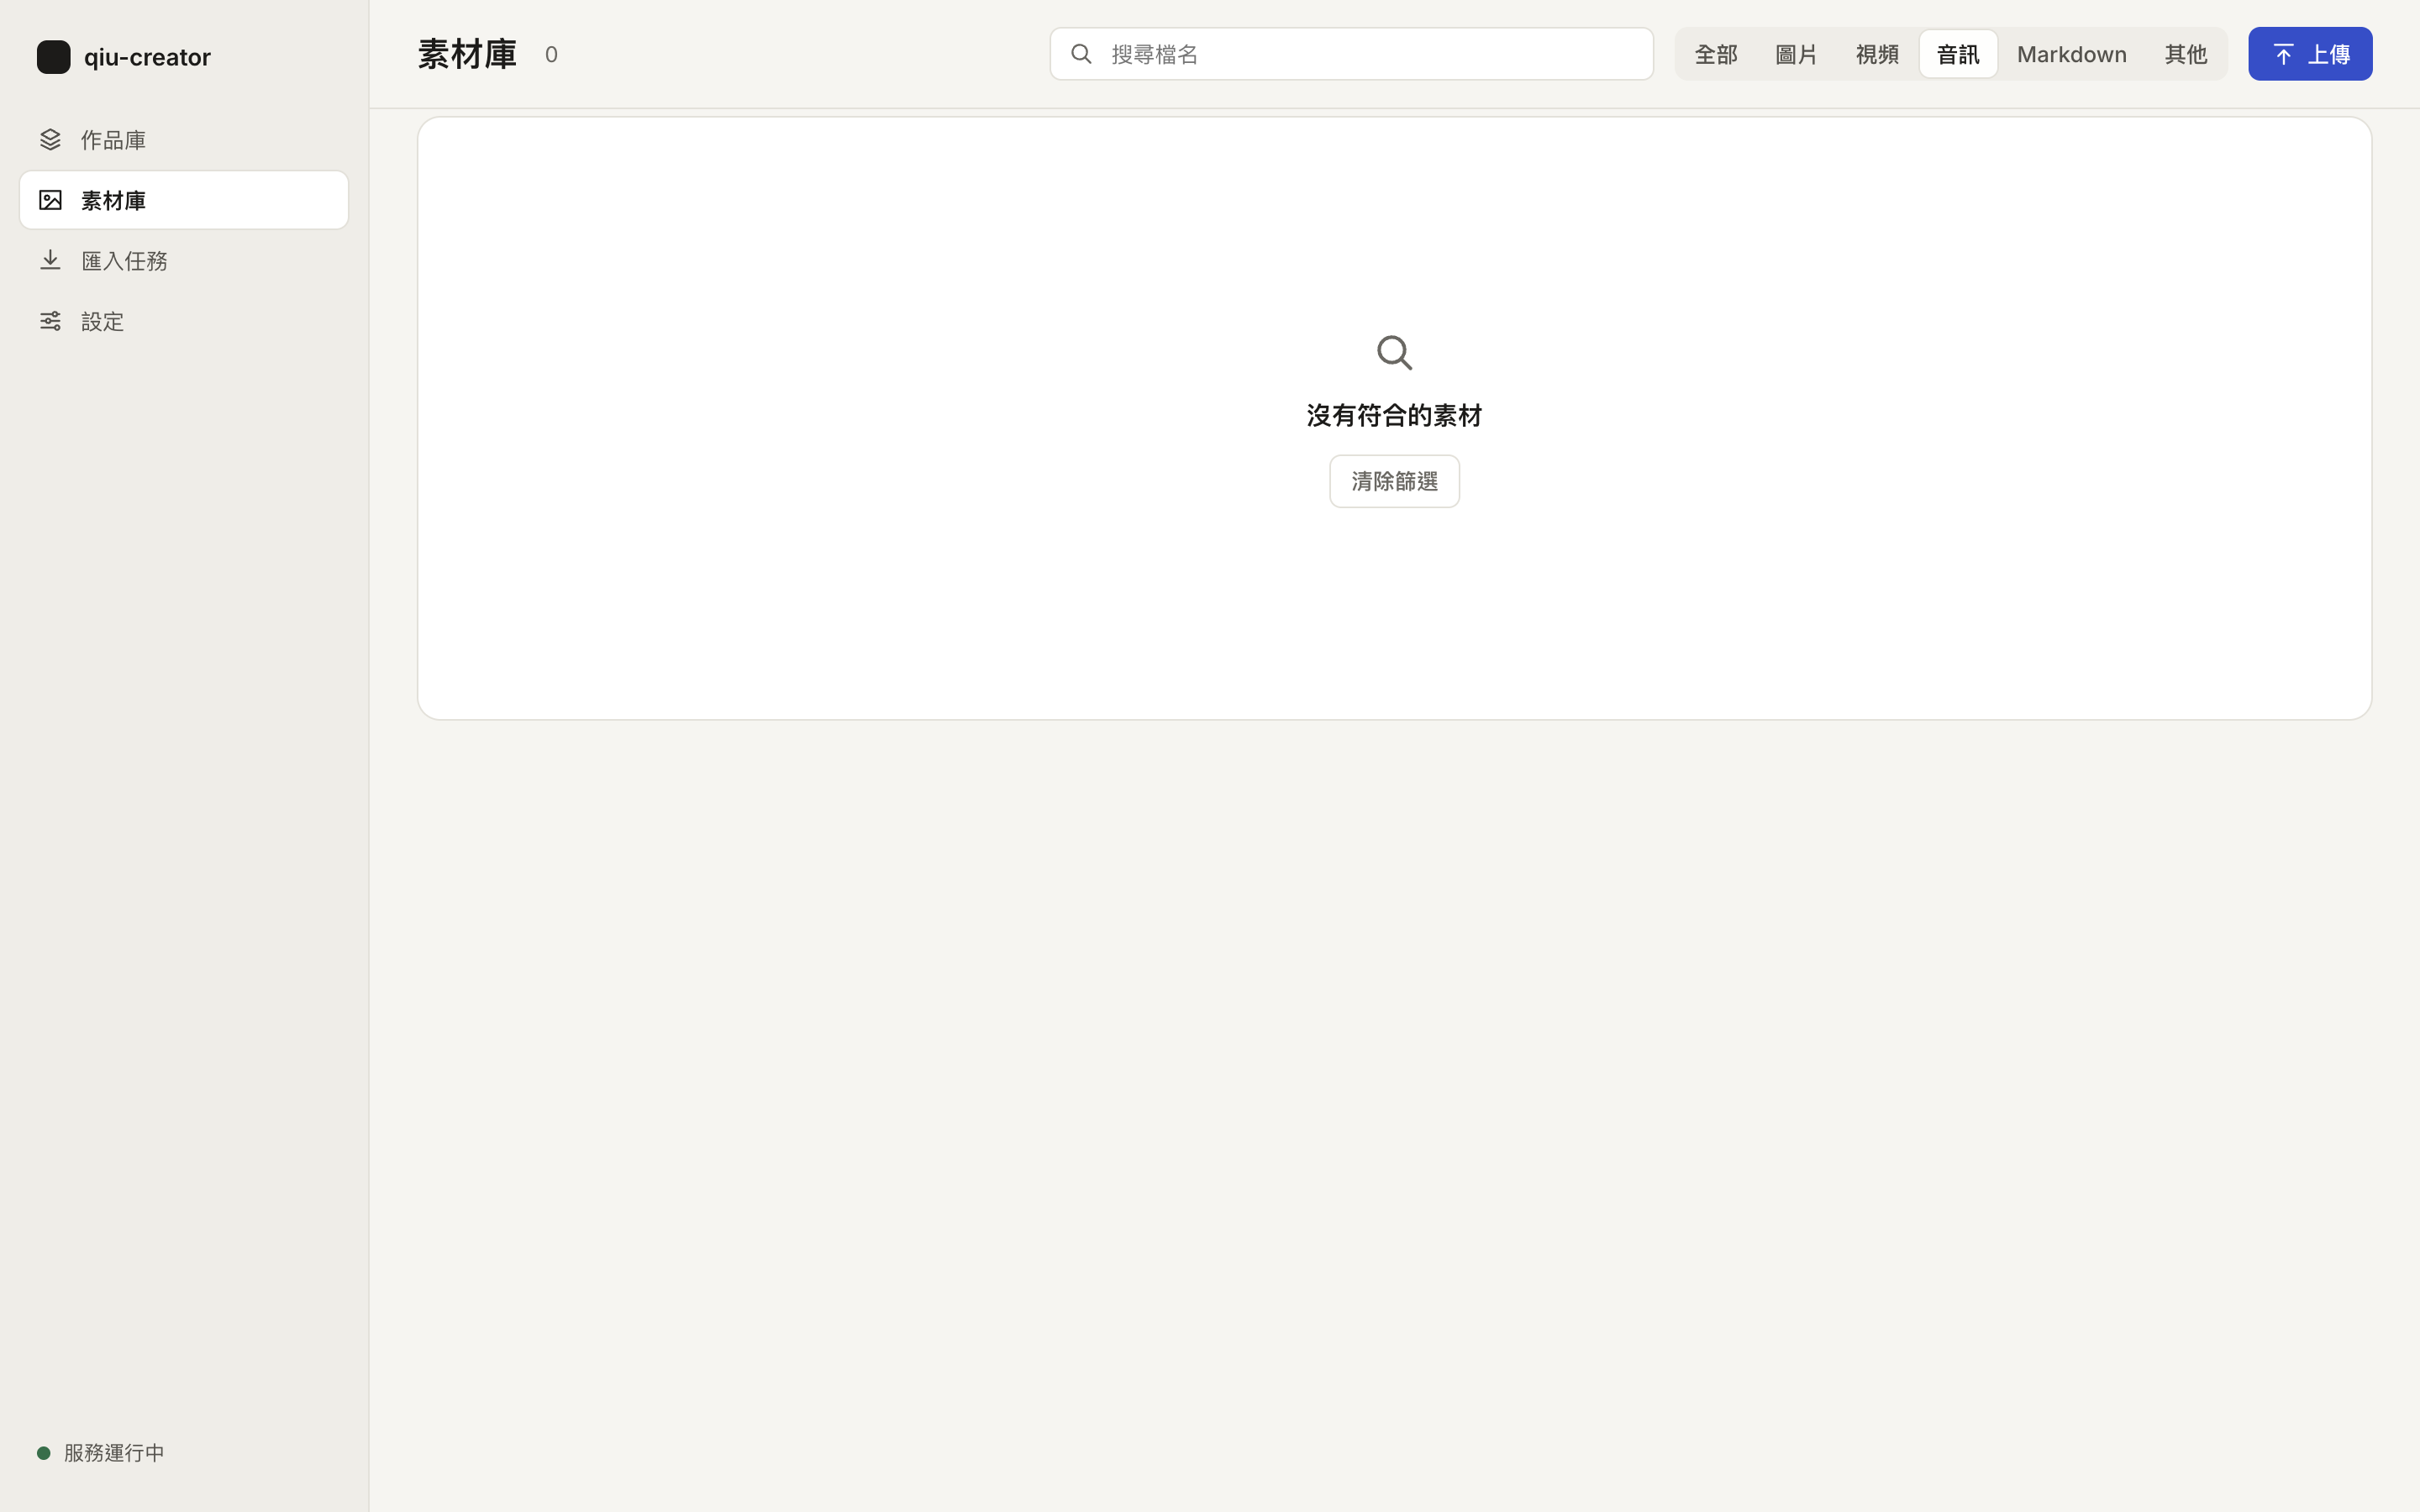 qiu-creator
作品庫
素材庫
匯入任務
設定
服務運行中
素材庫 0
搜尋檔名
全部 圖片 視頻 音訊 Markdown 其他
上傳
沒有符合的素材
清除篩選